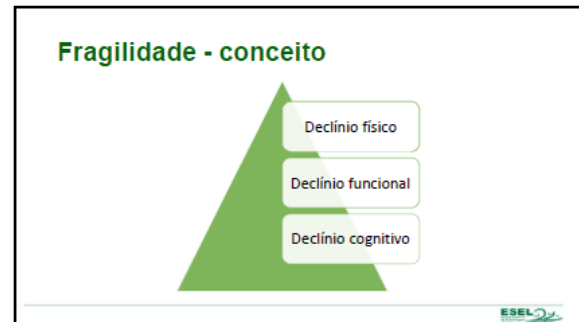 Fragilidade - conceito
Declínio físico
Declínio funcional
Declínio cognitivo
ESEL